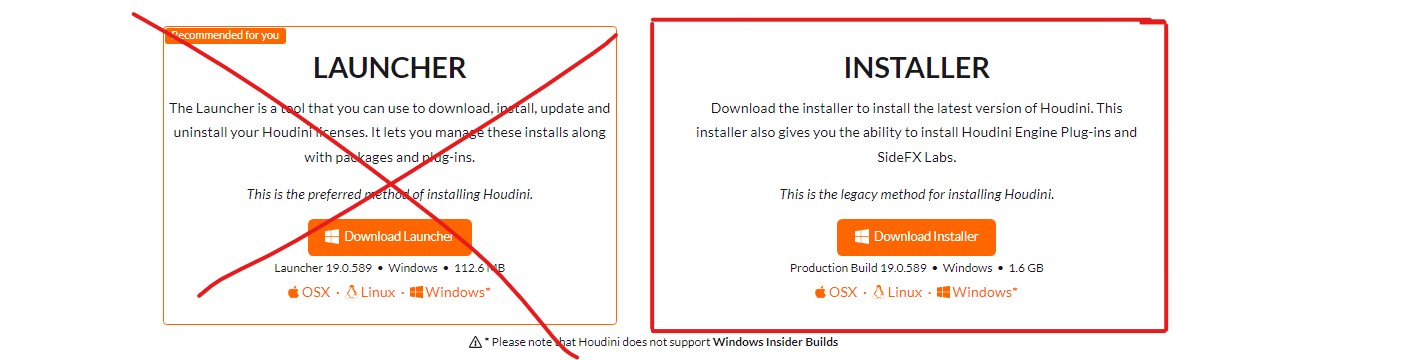 Recommended for you
LAUNCHER
The Launcher is a tool that you can use to download, install, update and
uninstall your Houdini licenses. It lets you manage these installs along
with packages and plug-ins.
This is the preferred method of installing Houdini.
Download Launcher
Launcher 19.0.589 • Windows • 112.6 MB
OSX · Linux · Windows*
INSTALLER
Download the installer to install the latest version of Houdini. This
installer also gives you the ability to install Houdini Engine Plug-ins and
SideFX Labs.
This is the legacy method for installing Houdini.
Download Installer
Production Build 19.0.589 • Windows • 1.6 GB
OSX · Linux · Windows*
* Please note that Houdini does not support Windows Insider Builds